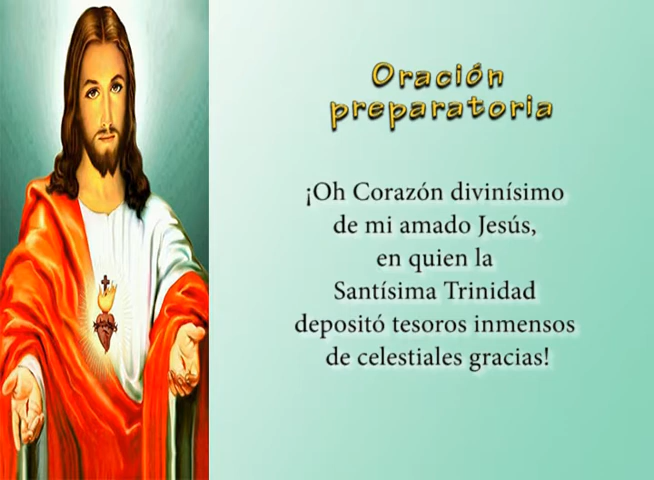 Oración
preparatoria
¡Oh Corazón divinísimo
de mi amado Jesús,
en quien la
Santísima Trinidad
depositó tesoros inmensos
de celestiales gracias!